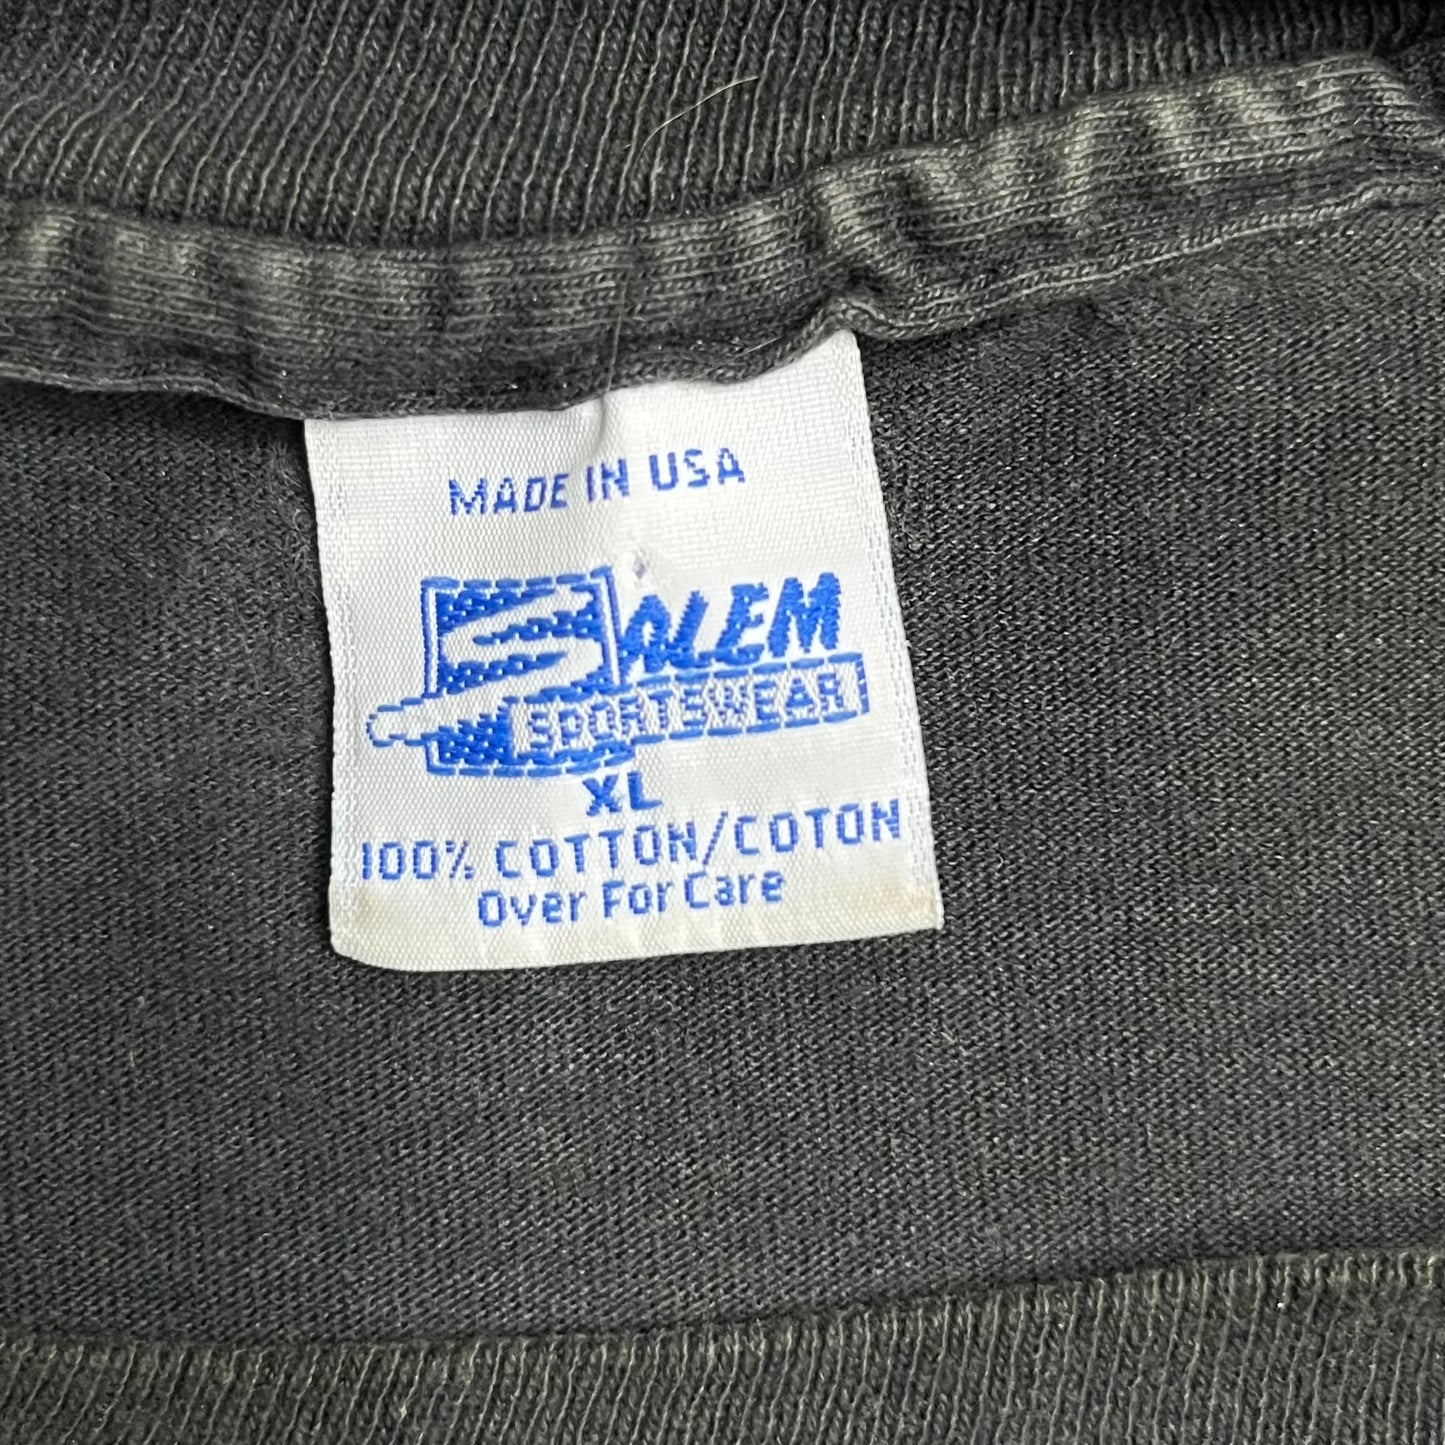 MADE IN USA
SALEM
SPORTSWEAR
XL
100% COTTON/COTON
Over For Care